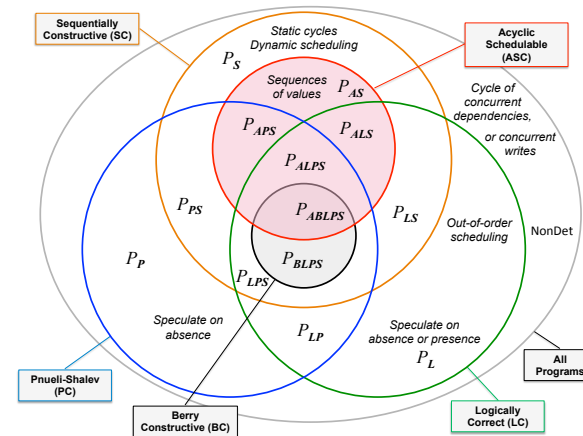 Sequentially
Constructive (SC)
Static cycles
Dynamic scheduling
Acyclic
Schedulable
(ASC)
P_S
Sequences
of values
P_AS
Cycle of
concurrent
dependencies,
or concurrent
writes
P_APS
P_ALS
P_ALPS
P_PS
P_ABLPS
P_LS
Out-of-order
scheduling
NonDet
P_P
P_BLPS
P_LPS
Speculate on
absence
P_LP
Speculate on
absence or presence
P_L
All
Programs
Pnueli-Shalev
(PC)
Berry
Constructive (BC)
Logically
Correct (LC)